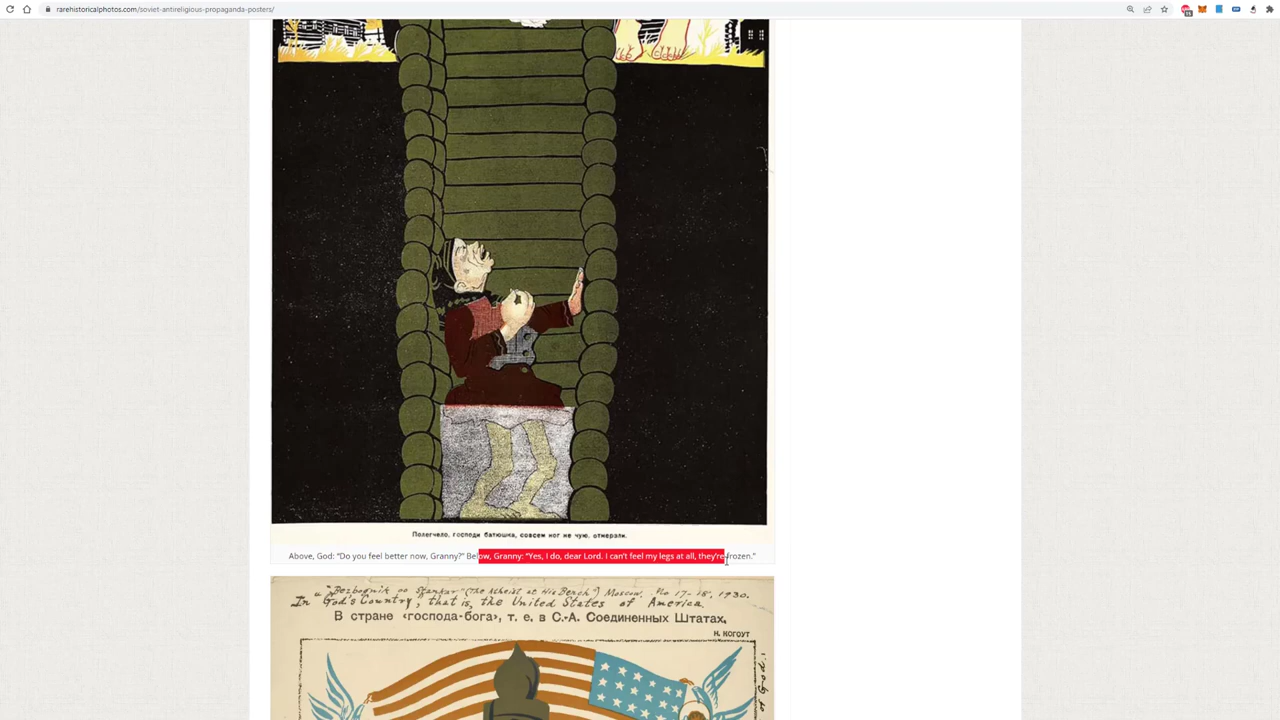 rarehistoricalphotos.com/soviet-antireligious-propaganda-posters/
Полегчело, господи батюшка, совсем ног не чую, отмерзли.
Above, God: “Do you feel better now, Granny?” Below, Granny: “Yes, I do, dear Lord. I can’t feel my legs at all, they’re frozen.”
"Bezbognik oo Stanka" (The Atheist at His Bench) Moscow. No 17-18, 1930.
In God's Country, that is, the United States of America.
В стране «господа-бога», т. е. в С.-А. Соединенных Штатах.
Н. КОГОУТ